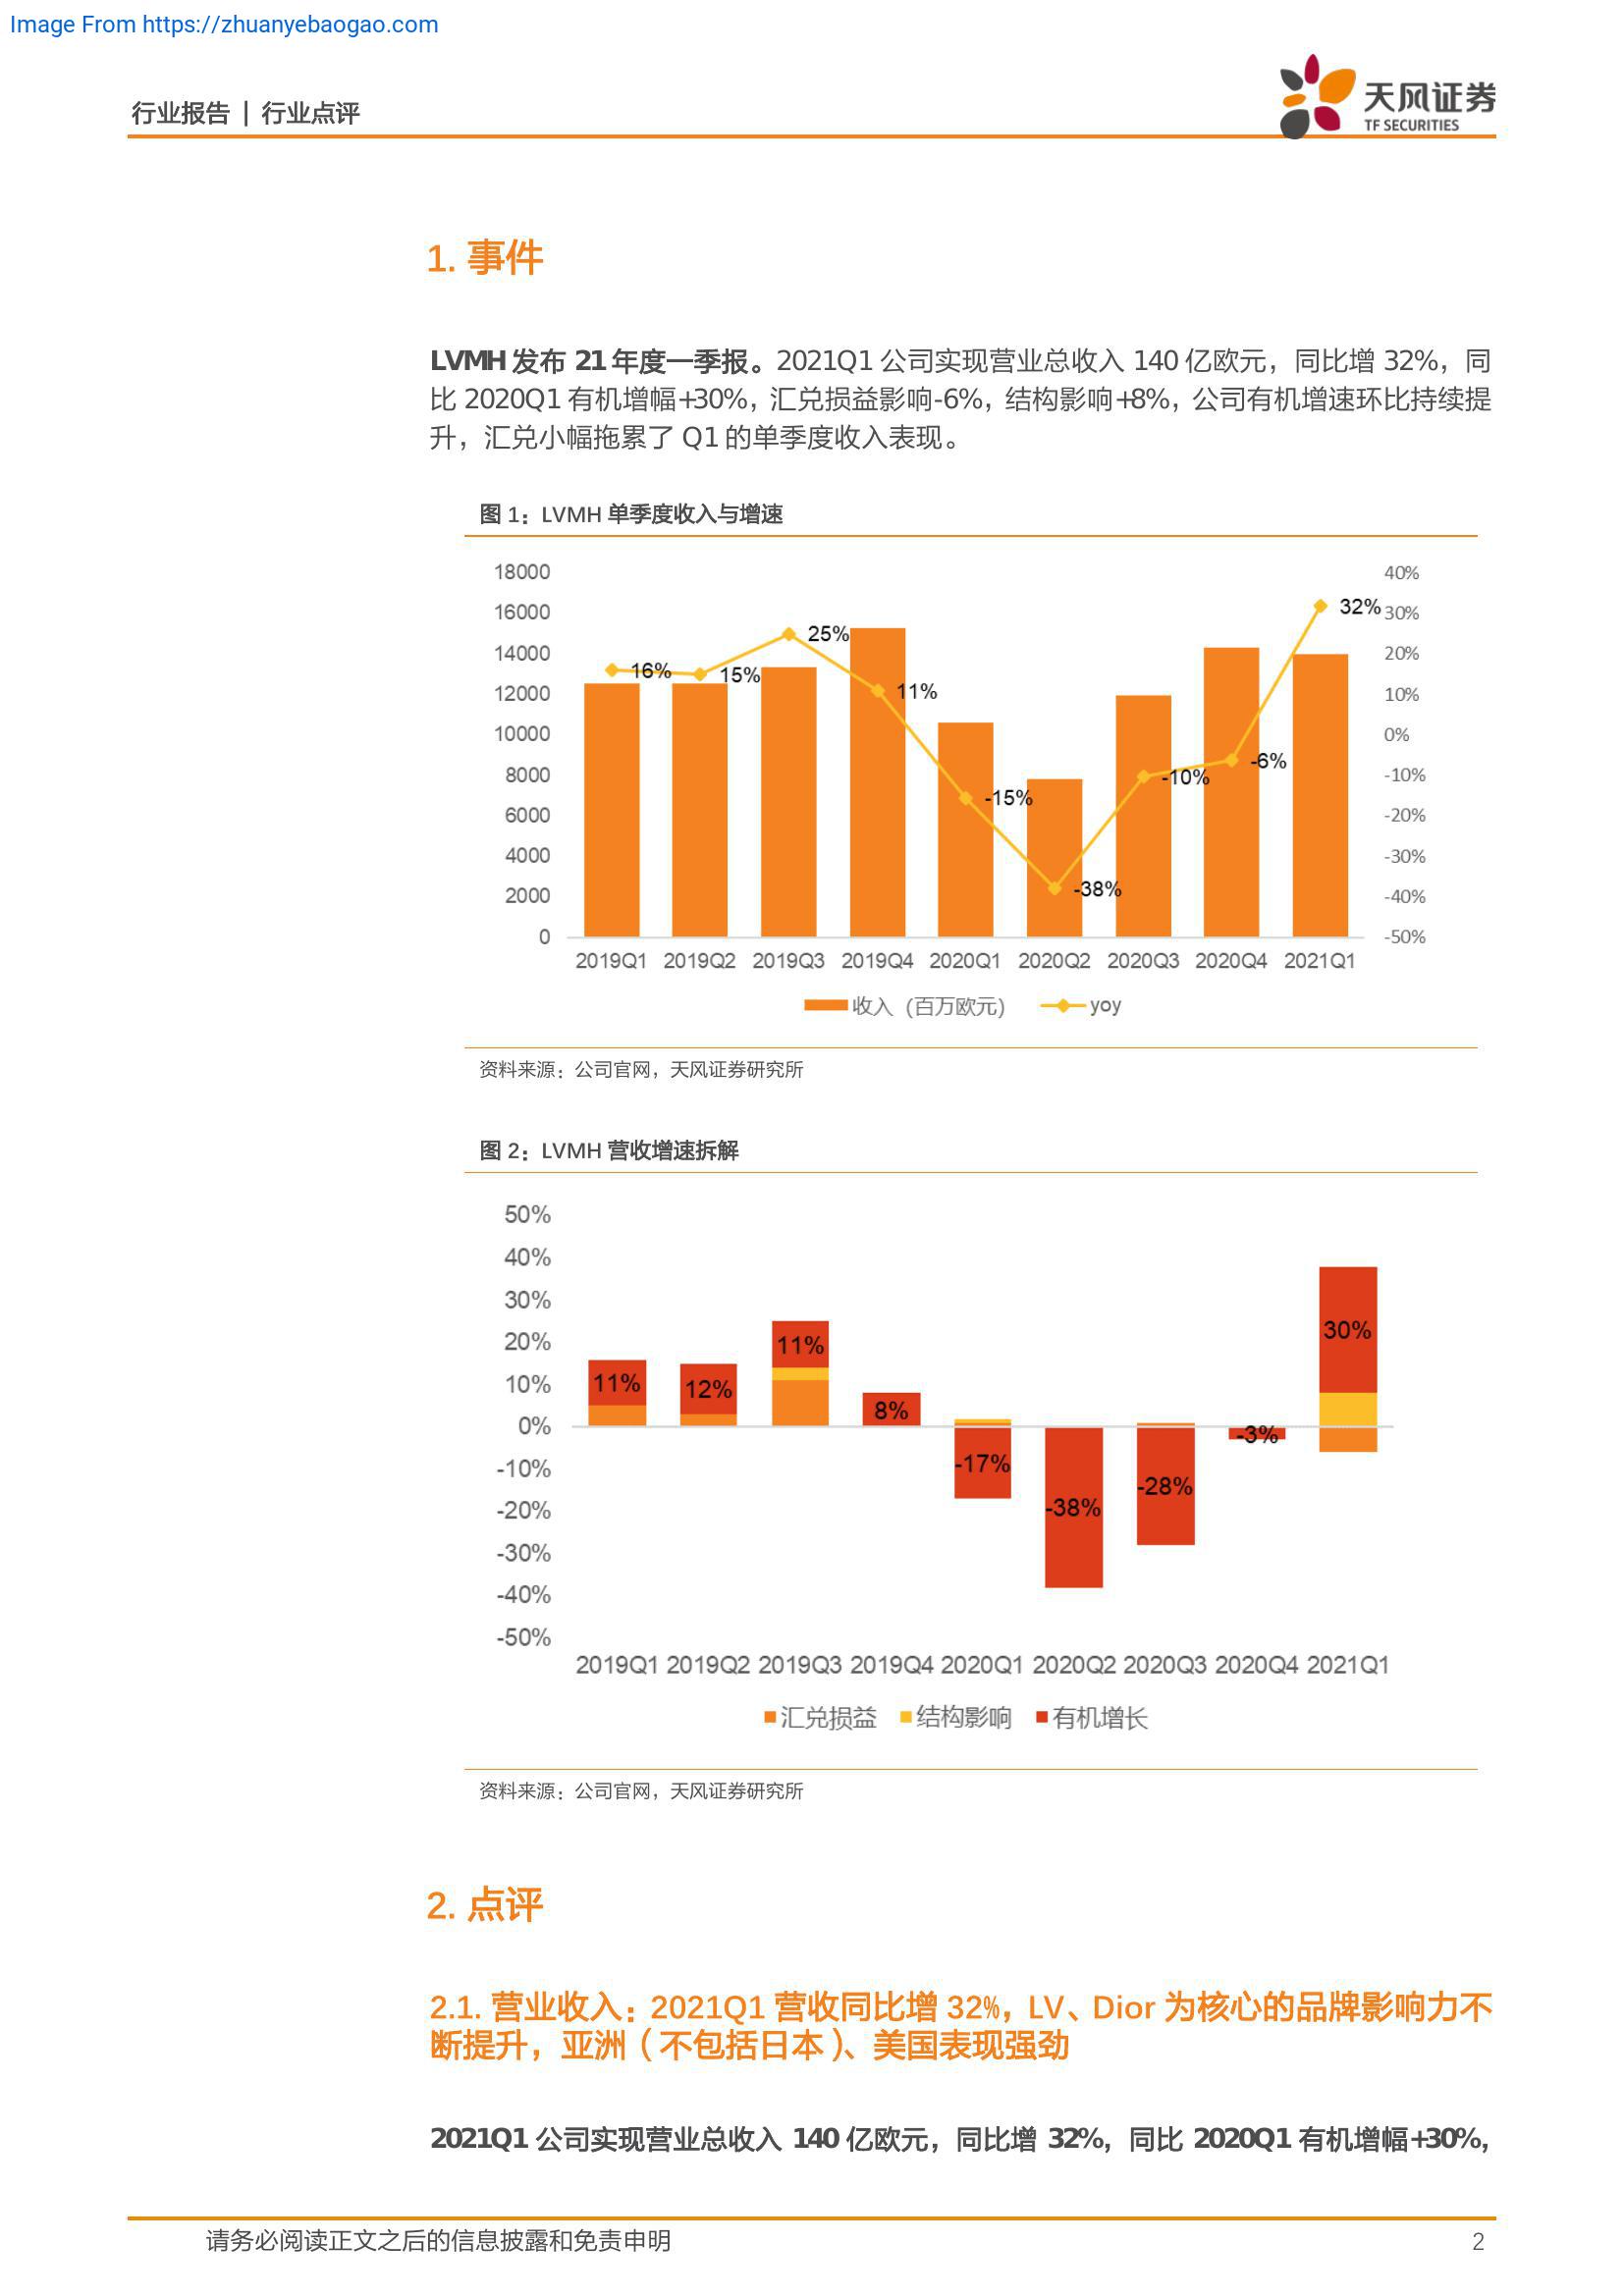 Image From https://zhuanyebaogao.com
行业报告 | 行业点评
天风证券
TF SECURITIES
1. 事件
LVMH 发布 21 年度一季报。2021Q1 公司实现营业总收入 140 亿欧元，同比增 32%，同
比 2020Q1 有机增幅+30%，汇兑损益影响-6%，结构影响+8%，公司有机增速环比持续提
升，汇兑小幅拖累了 Q1 的单季度收入表现。
图 1：LVMH 单季度收入与增速
18000
16000
14000
12000
10000
8000
6000
4000
2000
0
40%
30%
20%
10%
0%
-10%
-20%
-30%
-40%
-50%
16%
15%
25%
11%
-15%
-38%
-10%
-6%
32%
2019Q1 2019Q2 2019Q3 2019Q4 2020Q1 2020Q2 2020Q3 2020Q4 2021Q1
收入（百万欧元） yoy
资料来源：公司官网，天风证券研究所
图 2：LVMH 营收增速拆解
50%
40%
30%
20%
10%
0%
-10%
-20%
-30%
-40%
-50%
11%
12%
11%
8%
-17%
-38%
-28%
-3%
30%
2019Q1 2019Q2 2019Q3 2019Q4 2020Q1 2020Q2 2020Q3 2020Q4 2021Q1
汇兑损益 结构影响 有机增长
资料来源：公司官网，天风证券研究所
2. 点评
2.1. 营业收入：2021Q1 营收同比增 32%，LV、Dior 为核心的品牌影响力不
断提升，亚洲（不包括日本）、美国表现强劲
2021Q1 公司实现营业总收入 140 亿欧元，同比增 32%，同比 2020Q1 有机增幅+30%，
请务必阅读正文之后的信息披露和免责申明
2